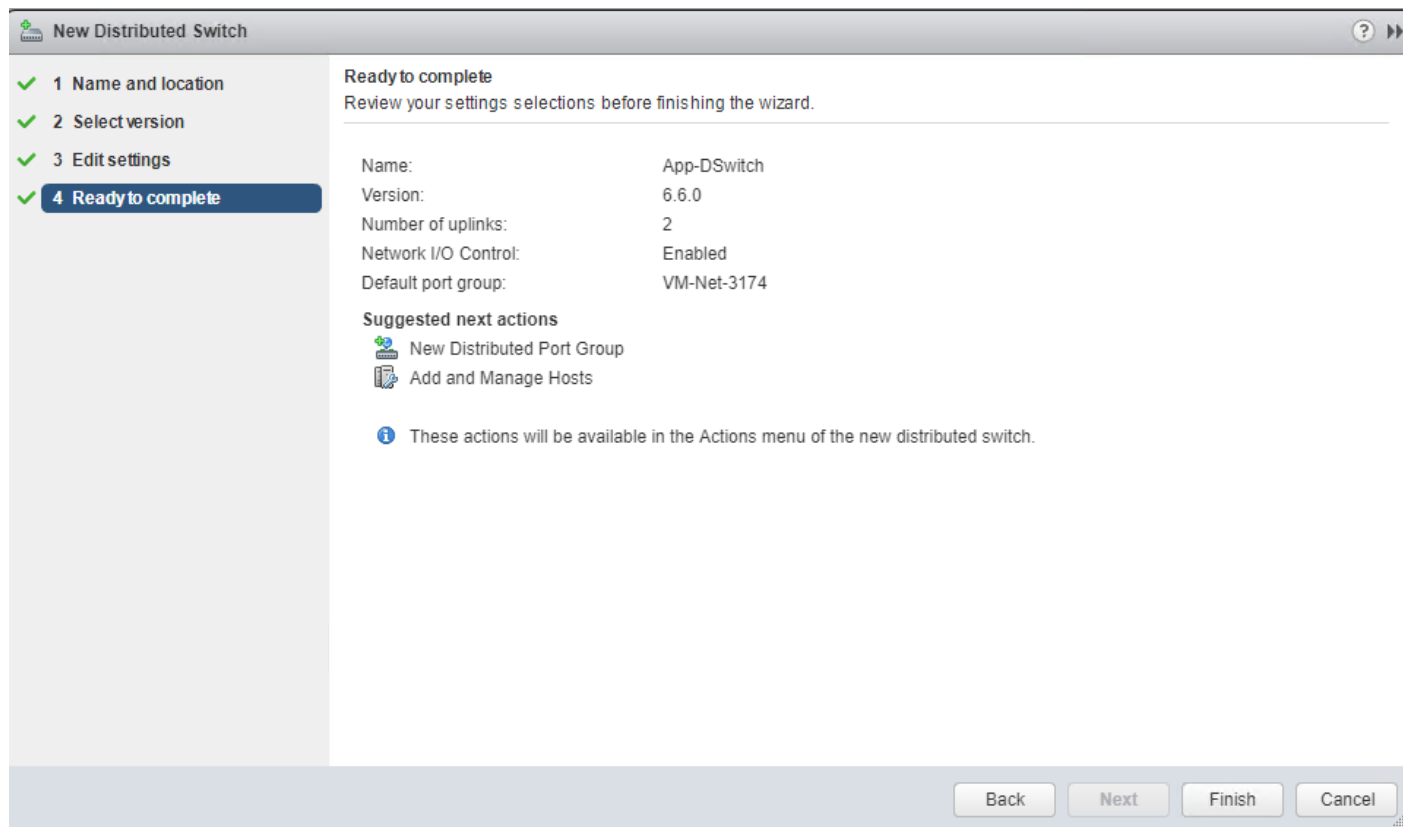 New Distributed Switch
?
1 Name and location
2 Select version
3 Edit settings
4 Ready to complete
Ready to complete
Review your settings selections before finishing the wizard.
Name: App-DSwitch
Version: 6.6.0
Number of uplinks: 2
Network I/O Control: Enabled
Default port group: VM-Net-3174
Suggested next actions
New Distributed Port Group
Add and Manage Hosts
These actions will be available in the Actions menu of the new distributed switch.
Back Next Finish Cancel